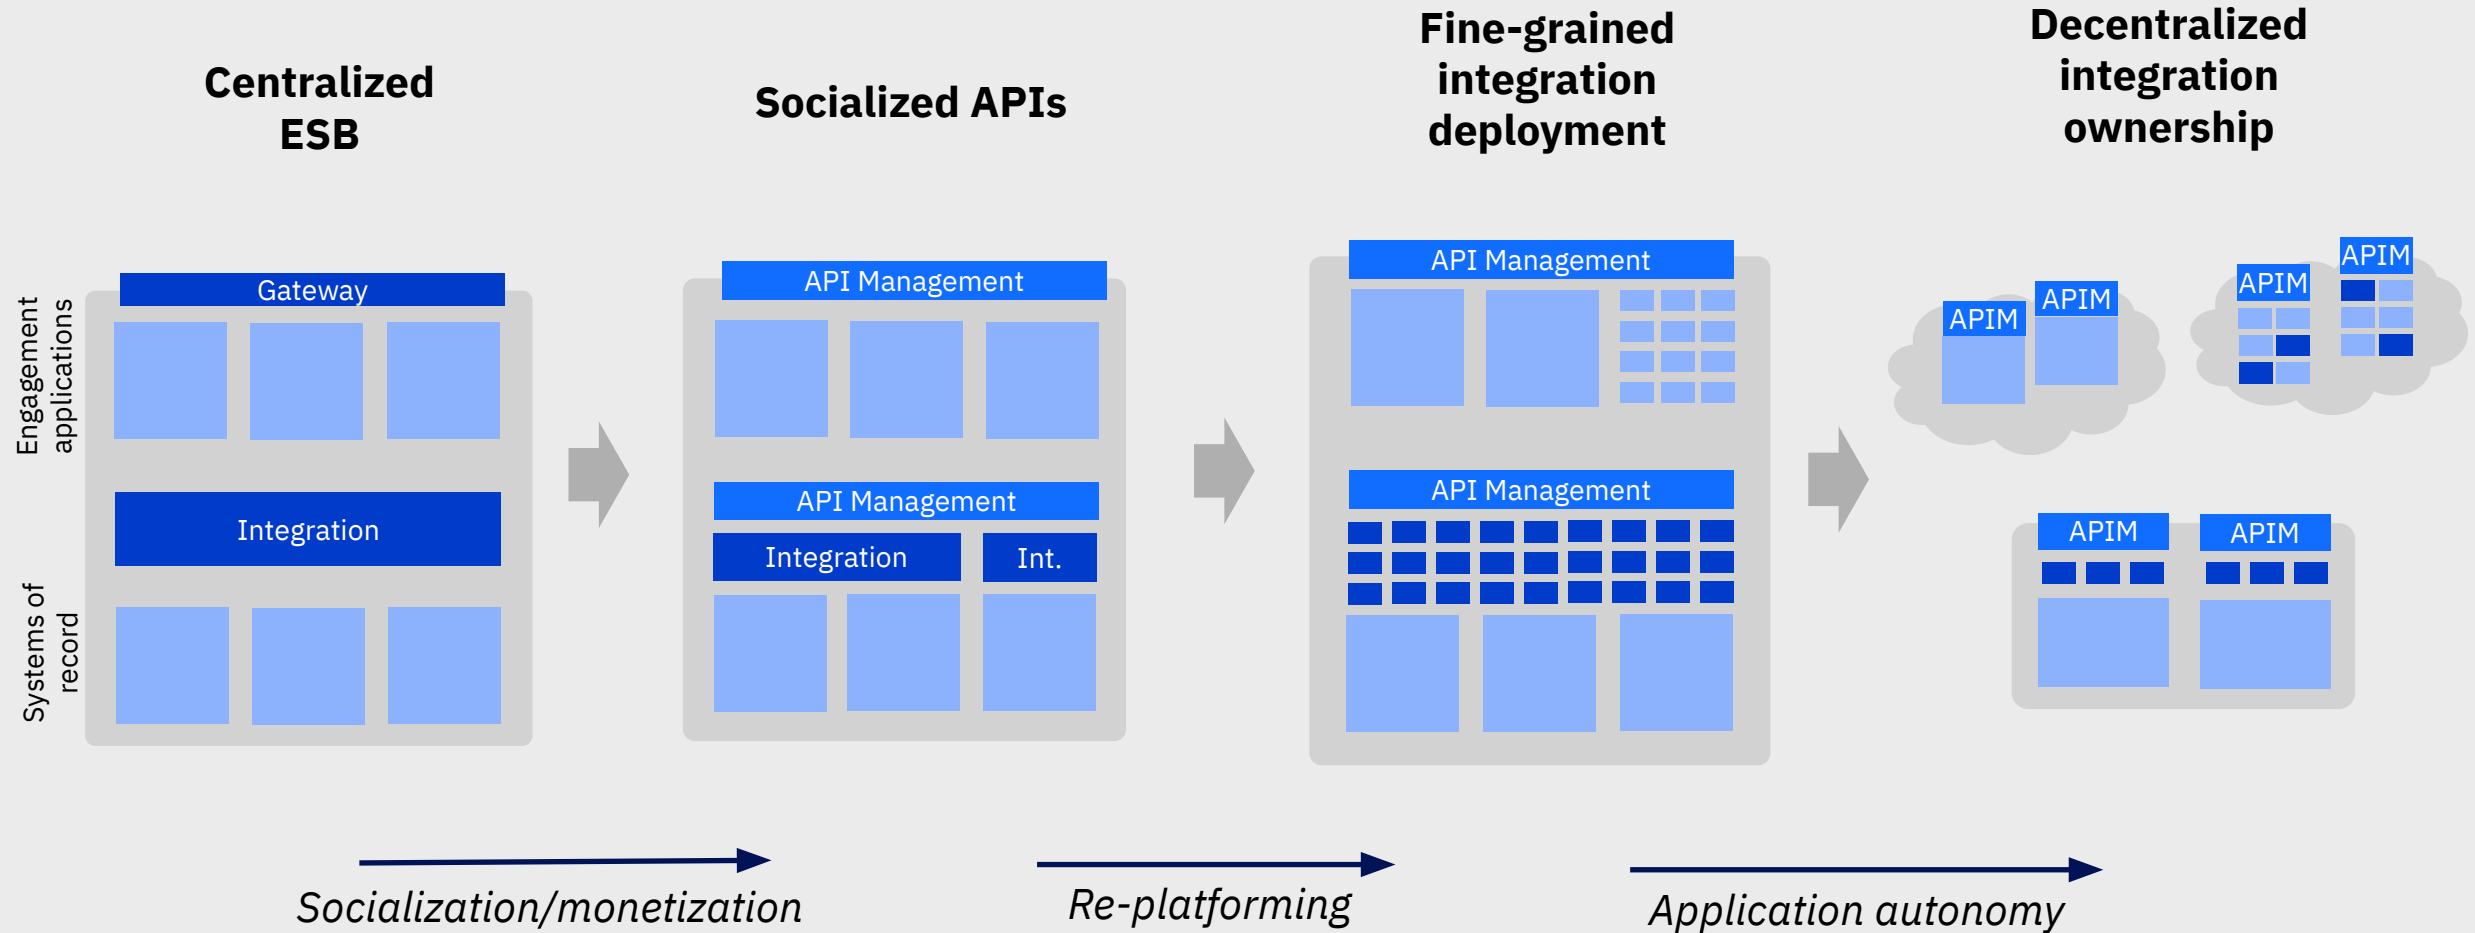 Centralized
ESB
Socialized APIs
Fine-grained
integration
deployment
Decentralized
integration
ownership
Engagement
applications
Systems of
record
Gateway
Integration
API Management
API Management
Integration
Int.
API Management
API Management
APIM
APIM
APIM
APIM
APIM
APIM
Socialization/monetization
Re-platforming
Application autonomy